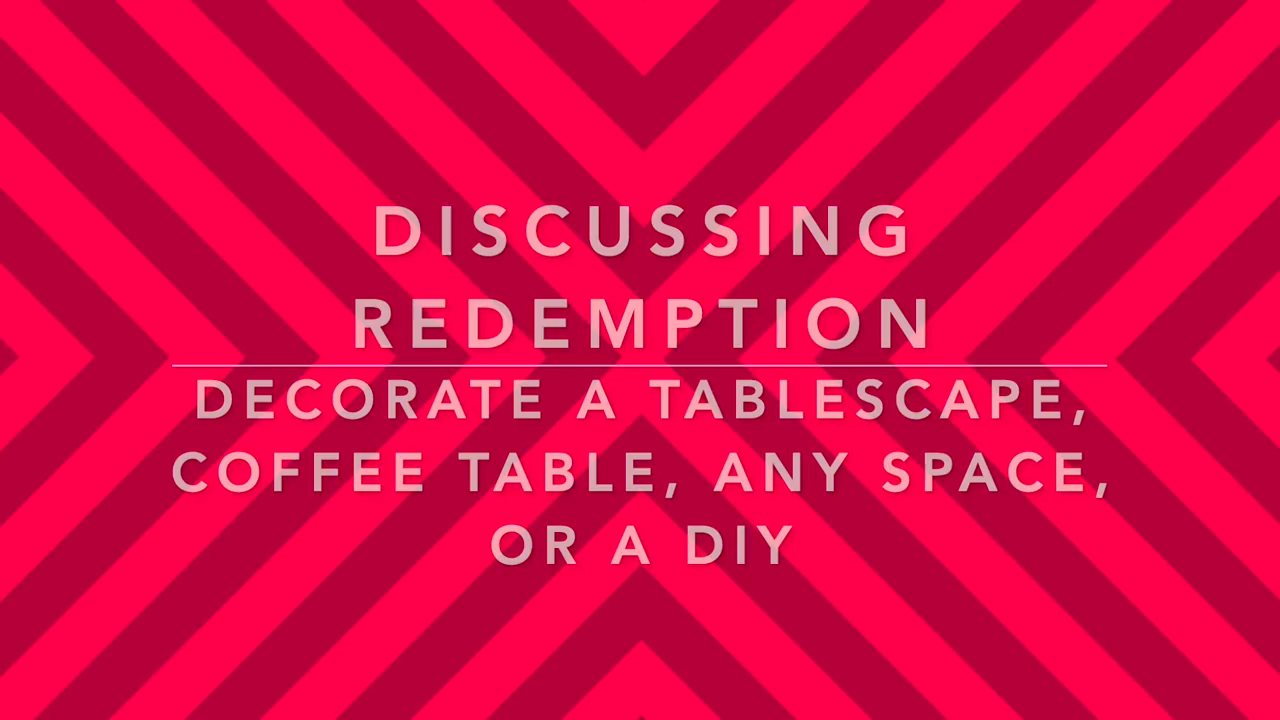 DISCUSSING
REDEMPTION
DECORATE A TABLESCAPE,
COFFEE TABLE, ANY SPACE,
OR A DIY